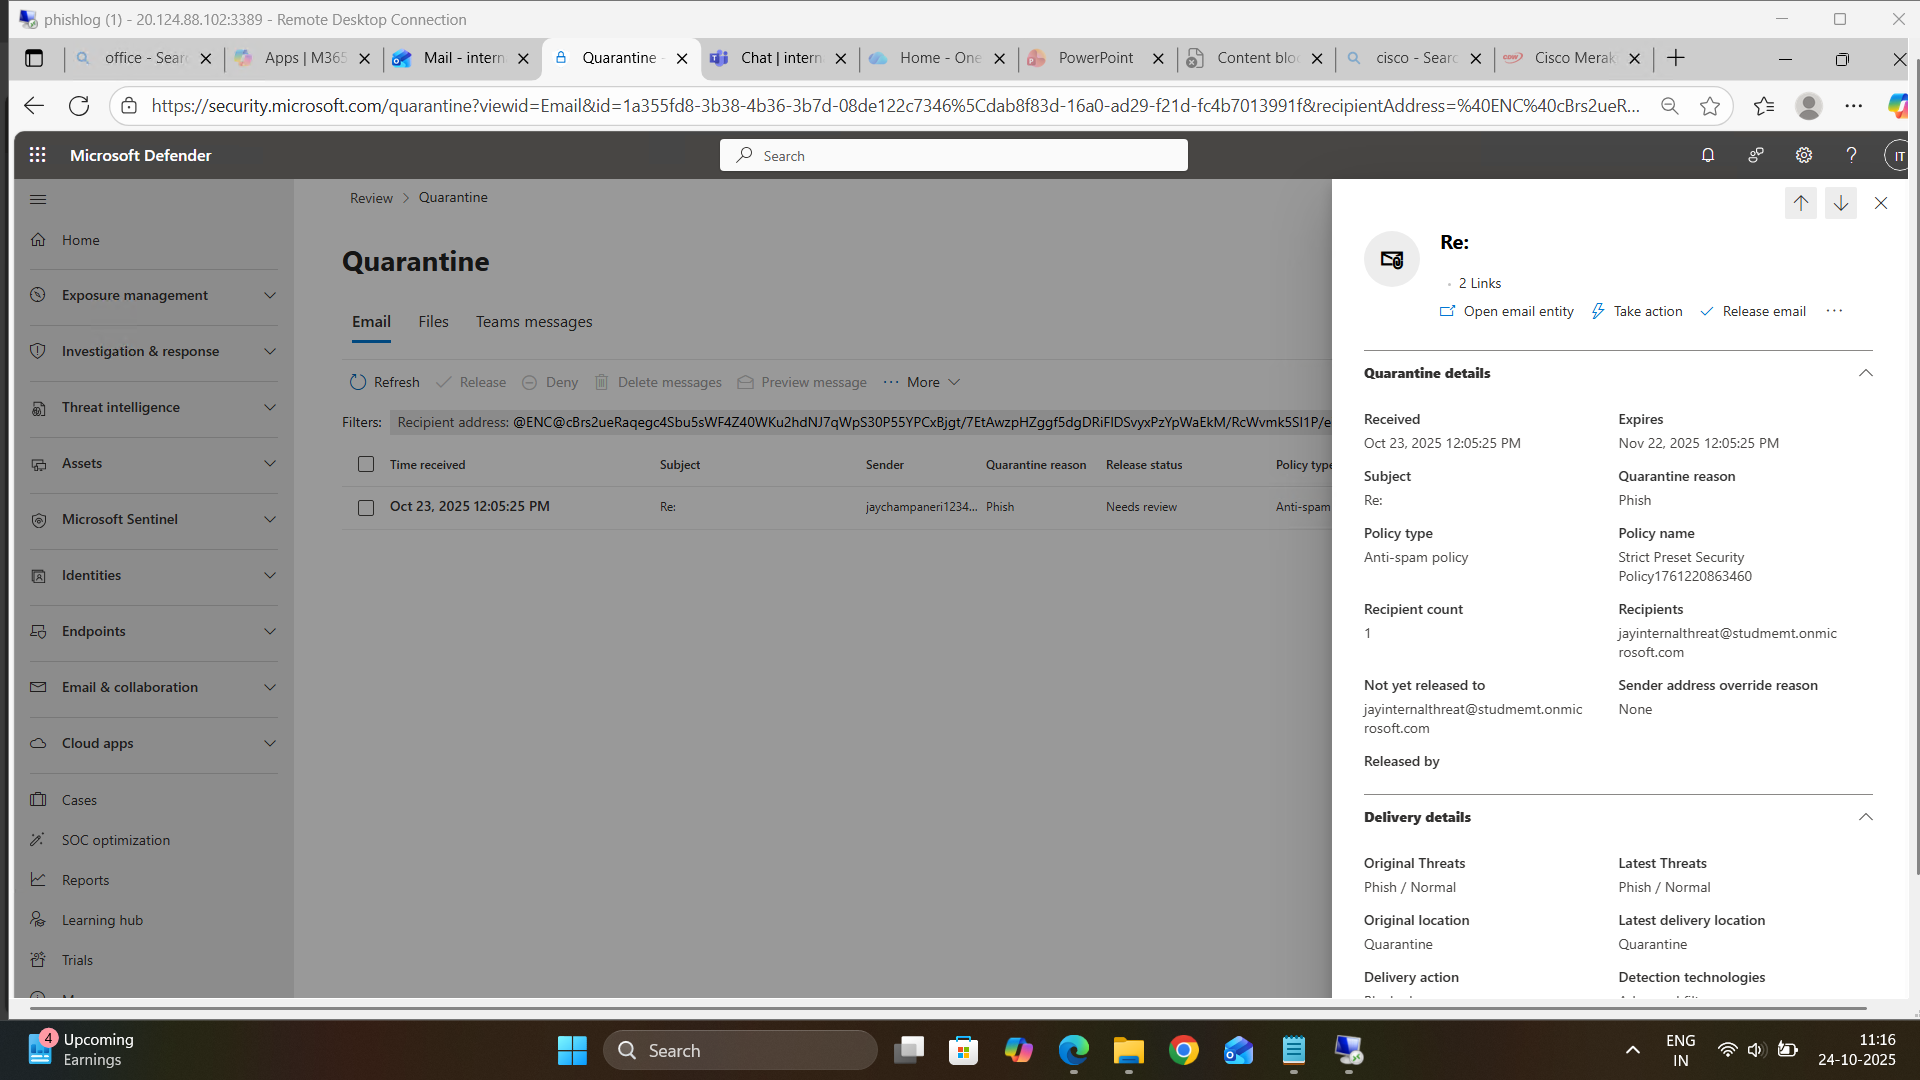 phishlog (1) - 20.124.88.102:3389 - Remote Desktop Connection
office - Sear
Apps | M365
Mail - intern
Quarantine -
Chat | intern
Home - One
PowerPoint
Content bloc
cisco - Searc
Cisco Merak
https://security.microsoft.com/quarantine?viewid=Email&id=1a355fd8-3b38-4b36-3b7d-08de122c7346%5Cdab8f83d-16a0-ad29-f21d-fc4b7013991f&recipientAddress=%40ENC%40cBrs2ueR...
Microsoft Defender
Search
IT
Home
Exposure management
Investigation & response
Threat intelligence
Assets
Microsoft Sentinel
Identities
Endpoints
Email & collaboration
Cloud apps
Cases
SOC optimization
Reports
Learning hub
Trials
Review > Quarantine
Quarantine
Email Files Teams messages
Refresh Release Deny Delete messages Preview message ... More
Filters: Recipient address: @ENC@cBrs2ueRaqegc4Sbu5sWF4Z40WKu2hdNJ7qWpS30P55YPCxBjgt/7EtAwzpHZggf5dgDRiFIDSvyxPzYpWaEkM/RcWvmk5SI1P/e
Time received Subject Sender Quarantine reason Release status Policy type
Oct 23, 2025 12:05:25 PM Re: jaychampaneri1234... Phish Needs review Anti-spam
Re:
2 Links
Open email entity Take action Release email ...
Quarantine details
Received Expires
Oct 23, 2025 12:05:25 PM Nov 22, 2025 12:05:25 PM
Subject Quarantine reason
Re: Phish
Policy type Policy name
Anti-spam policy Strict Preset Security
Policy1761220863460
Recipient count Recipients
1 jayinternalthreat@studmemt.onmic
rosoft.com
Not yet released to Sender address override reason
jayinternalthreat@studmemt.onmic None
rosoft.com
Released by
Delivery details
Original Threats Latest Threats
Phish / Normal Phish / Normal
Original location Latest delivery location
Quarantine Quarantine
Delivery action Detection technologies
4
Upcoming
Earnings
Search
ENG
IN
11:16
24-10-2025